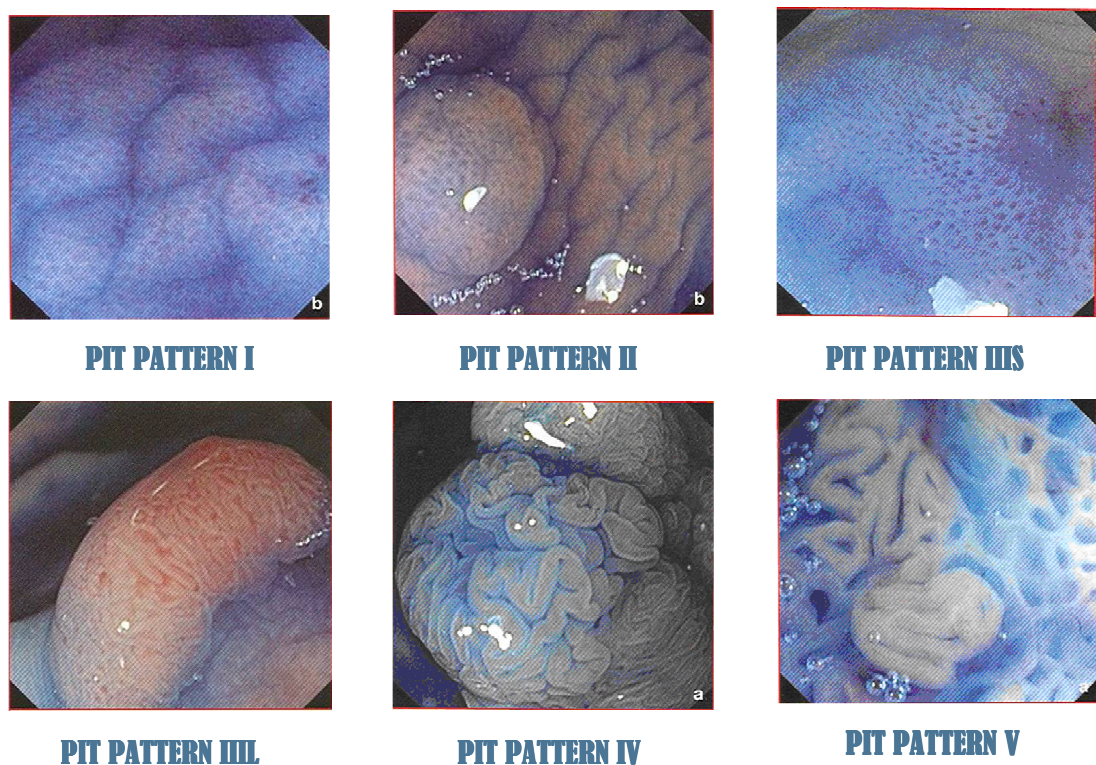 b
b
PIT PATTERN I
PIT PATTERN II
PIT PATTERN IIIS
a
a
PIT PATTERN IIIL
PIT PATTERN IV
PIT PATTERN V